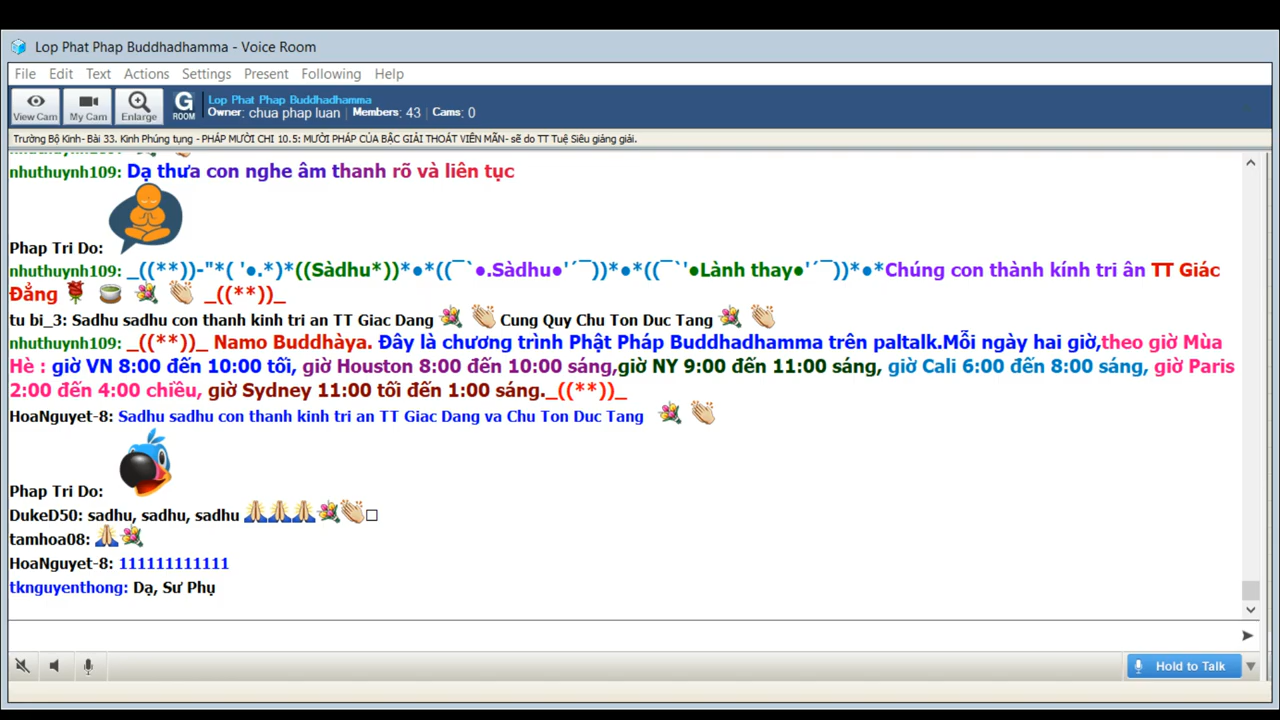 Lop Phat Phap Buddhadhamma - Voice Room
File Edit Text Actions Settings Present Following Help
View Cam My Cam Enlarge G ROOM Lop Phat Phap Buddhadhamma
Owner: chua phap luan | Members: 43 | Cams: 0
Trường Bộ Kinh- Bài 33. Kinh Phúng tụng - PHÁP MƯỜI CHI 10.5: MƯỜI PHÁP CỦA BẬC GIẢI THOÁT VIÊN MÃN- sẽ do TT Tuệ Siêu giảng giải.
nhuthuynh109: Dạ thưa con nghe âm thanh rõ và liên tục
Phap Tri Do:
nhuthuynh109: _((**))-"*( '●.*)*((Sàdhu*))*●*((¯`●.Sàdhu●'´¯))*●*((¯`'●Lành thay●'´¯))*●*Chúng con thành kính tri ân TT Giác
Đẳng 🌹 🍵 💐 👏 _((**))_
tu bi_3: Sadhu sadhu con thanh kinh tri an TT Giac Dang 💐 👏 Cung Quy Chu Ton Duc Tang 💐 👏
nhuthuynh109: _((**))_ Namo Buddhàya. Đây là chương trình Phật Pháp Buddhadhamma trên paltalk.Mỗi ngày hai giờ,theo giờ Mùa
Hè : giờ VN 8:00 đến 10:00 tối, giờ Houston 8:00 đến 10:00 sáng,giờ NY 9:00 đến 11:00 sáng, giờ Cali 6:00 đến 8:00 sáng, giờ Paris
2:00 đến 4:00 chiều, giờ Sydney 11:00 tối đến 1:00 sáng._((**))_
HoaNguyet-8: Sadhu sadhu con thanh kinh tri an TT Giac Dang va Chu Ton Duc Tang 💐 👏
Phap Tri Do:
DukeD50: sadhu, sadhu, sadhu 🙏🙏🙏💐👏□
tamhoa08: 🙏💐
HoaNguyet-8: 111111111111
tknguyenthong: Dạ, Sư Phụ
Hold to Talk